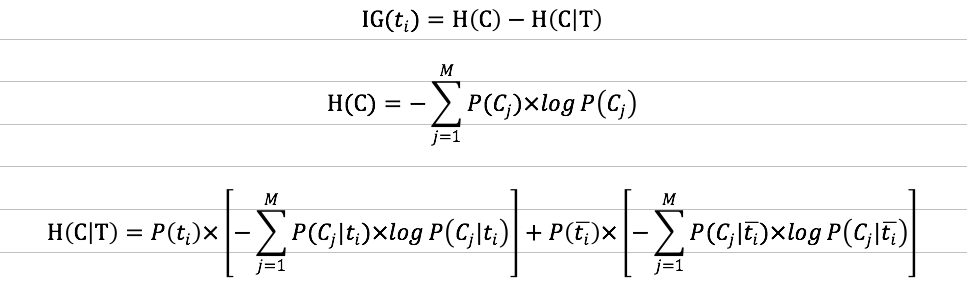 IG(tᵢ) = H(C) − H(C|T)
H(C) = − ∑_{j=1}^{M} P(Cⱼ)×log P(Cⱼ)
H(C|T) = P(tᵢ)× [− ∑_{j=1}^{M} P(Cⱼ|tᵢ)×log P(Cⱼ|tᵢ)] + P(t̅ᵢ)× [− ∑_{j=1}^{M} P(Cⱼ|t̅ᵢ)×log P(Cⱼ|t̅ᵢ)]